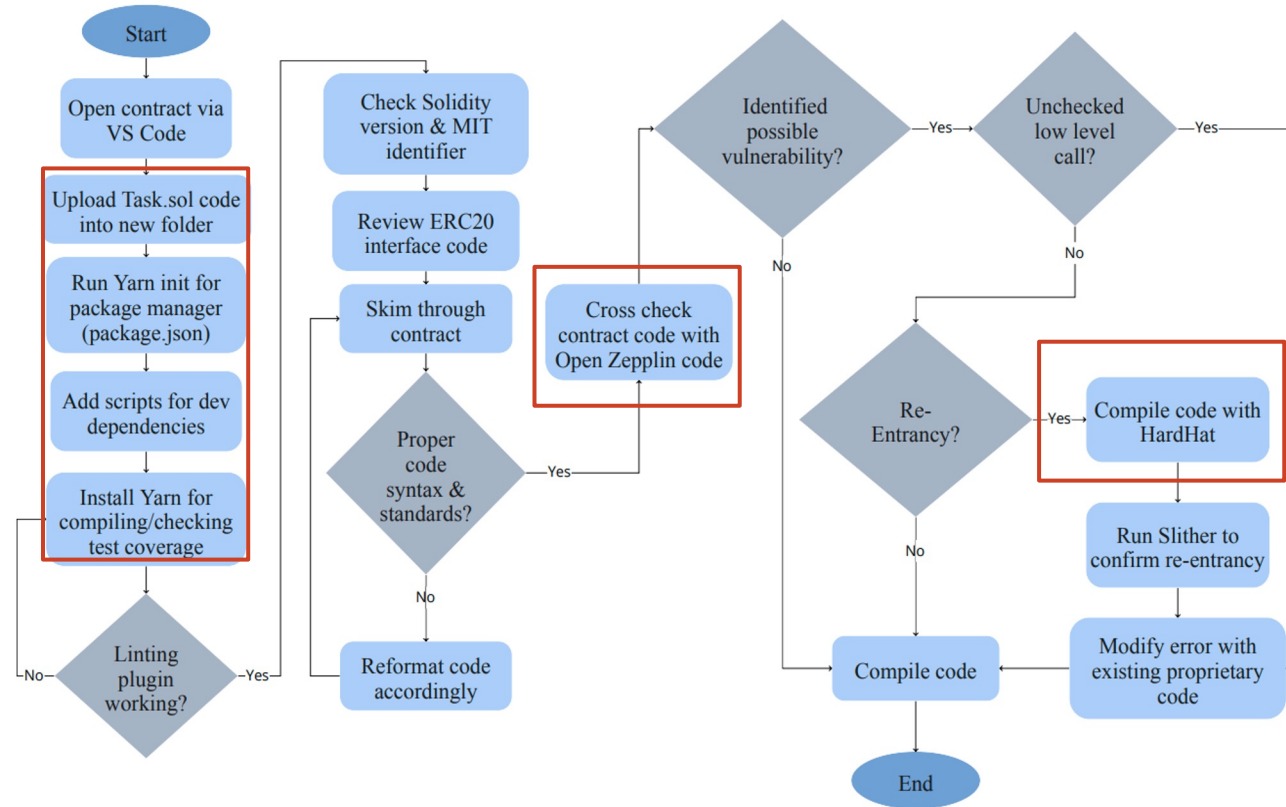 Start
Open contract via
VS Code
Upload Task.sol code
into new folder
Run Yarn init for
package manager
(package.json)
Add scripts for dev
dependencies
Install Yarn for
compiling/checking
test coverage
Linting
plugin
working?
No
Yes
Check Solidity
version & MIT
identifier
Review ERC20
interface code
Skim through
contract
Proper
code
syntax &
standards?
Yes
No
Reformat code
accordingly
Cross check
contract code with
Open Zepplin code
Identified
possible
vulnerability?
Yes
No
Unchecked
low level
call?
Yes
No
Re-
Entrancy?
Yes
No
Compile code with
HardHat
Run Slither to
confirm re-entrancy
Modify error with
existing proprietary
code
Compile code
End